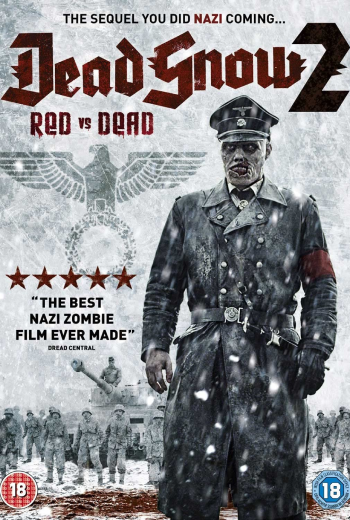 THE SEQUEL YOU DID NAZI COMING...
Dead Snow 2
RED vs DEAD
"THE BEST
NAZI ZOMBIE
FILM EVER MADE"
DREAD CENTRAL
18
18